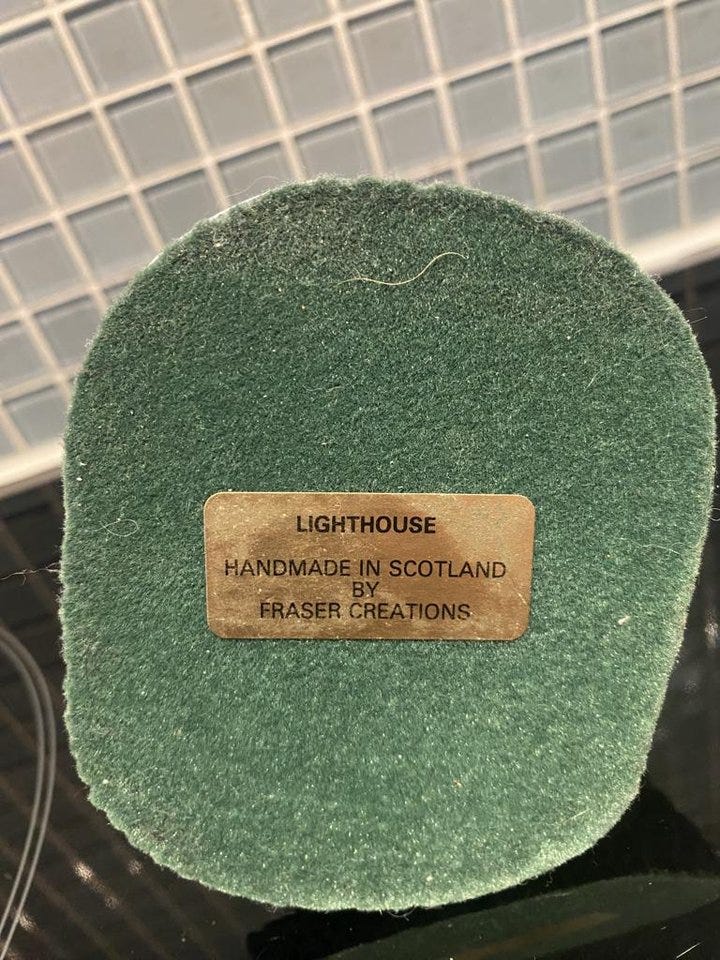 LIGHTHOUSE
HANDMADE IN SCOTLAND
BY
FRASER CREATIONS